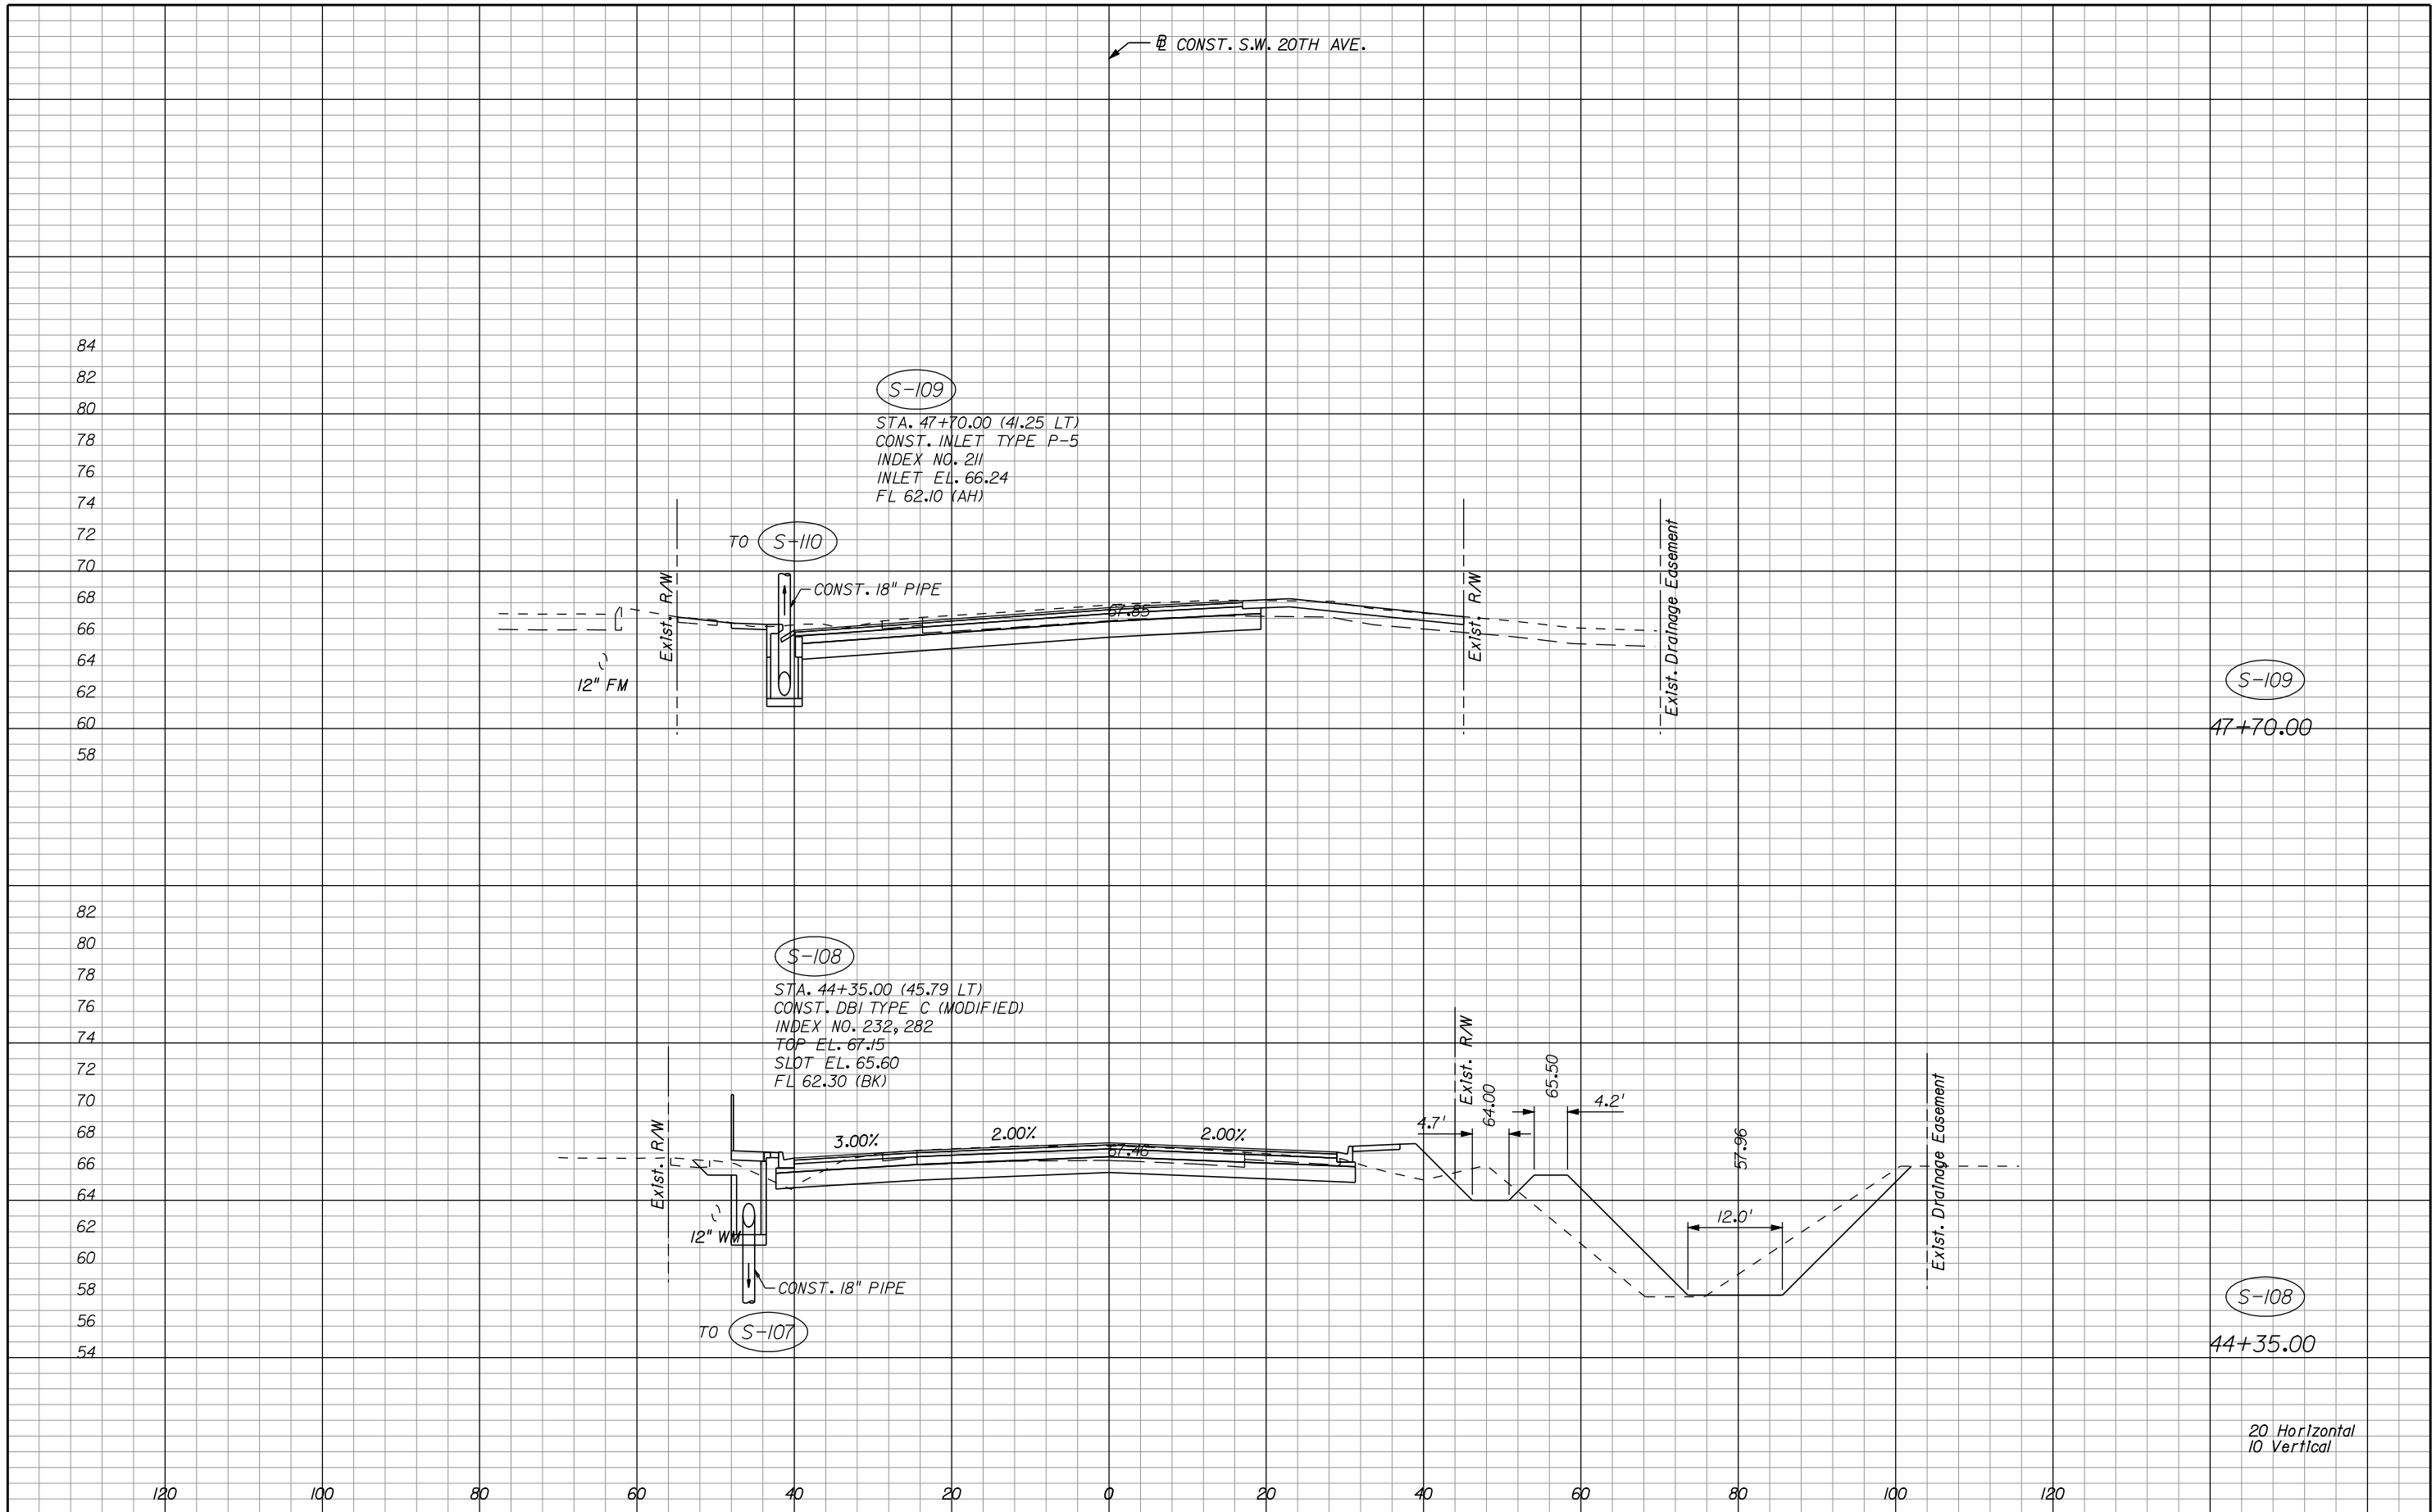 B CONST. S.W. 20TH AVE.
84
82
80
78
76
74
72
70
68
66
64
62
60
58
S-109
STA. 47+70.00 (41.25 LT)
CONST. INLET TYPE P-5
INDEX NO. 211
INLET EL. 66.24
FL 62.10 (AH)
TO S-110
CONST. 18" PIPE
Exist. R/W
12" FM
67.85
Exist. R/W
Exist. Drainage Easement
S-109
47+70.00
82
80
78
76
74
72
70
68
66
64
62
60
58
56
54
S-108
STA. 44+35.00 (45.79 LT)
CONST. DBI TYPE C (MODIFIED)
INDEX NO. 232, 282
TOP EL. 67.15
SLOT EL. 65.60
FL 62.30 (BK)
Exist. R/W
3.00%
2.00%
2.00%
67.46
12" WM
CONST. 18" PIPE
TO S-107
Exist. R/W
4.7'
64.00
65.50
4.2'
57.96
12.0'
Exist. Drainage Easement
S-108
44+35.00
20 Horizontal
10 Vertical
120 100 80 60 40 20 0 20 40 60 80 100 120